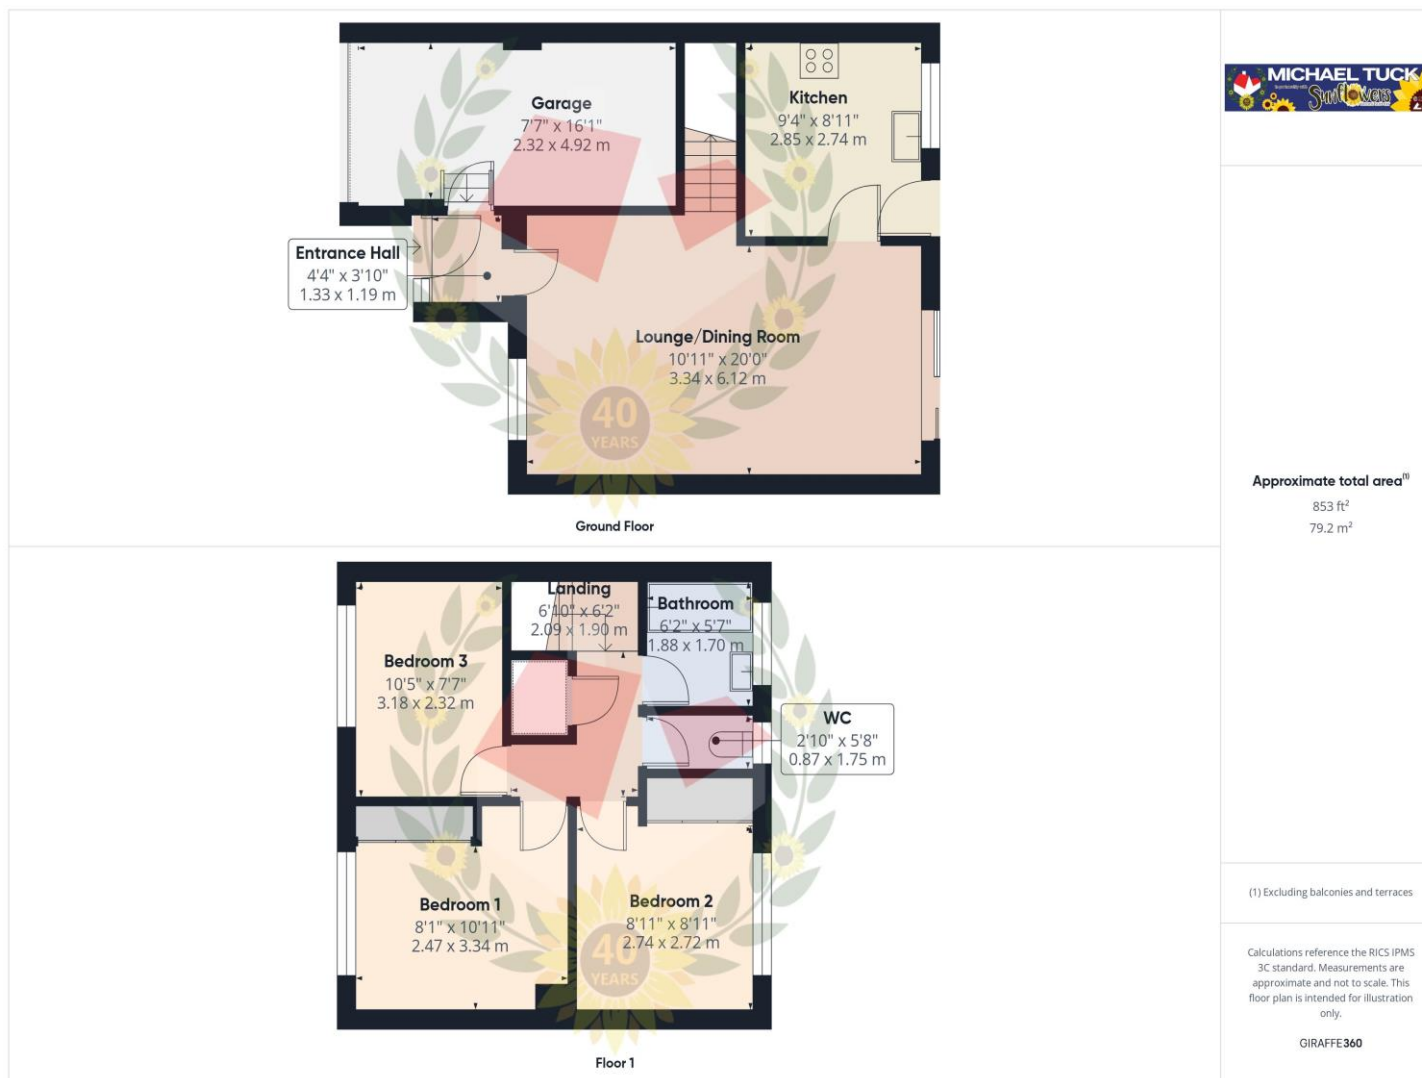 MICHAEL TUCK
Sunflowers
Garage
7'7" x 16'1"
2.32 x 4.92 m
Kitchen
9'4" x 8'11"
2.85 x 2.74 m
Entrance Hall
4'4" x 3'10"
1.33 x 1.19 m
Lounge/Dining Room
10'11" x 20'0"
3.34 x 6.12 m
40
YEARS
Ground Floor
Approximate total area(1)
853 ft²
79.2 m²
Landing
6'10" x 6'2"
2.09 x 1.90 m
Bathroom
6'2" x 5'7"
1.88 x 1.70 m
Bedroom 3
10'5" x 7'7"
3.18 x 2.32 m
WC
2'10" x 5'8"
0.87 x 1.75 m
Bedroom 1
8'1" x 10'11"
2.47 x 3.34 m
Bedroom 2
8'11" x 8'11"
2.74 x 2.72 m
40
YEARS
Floor 1
(1) Excluding balconies and terraces
Calculations reference the RICS IPMS
3C standard. Measurements are
approximate and not to scale. This
floor plan is intended for illustration
only.
GIRAFFE360